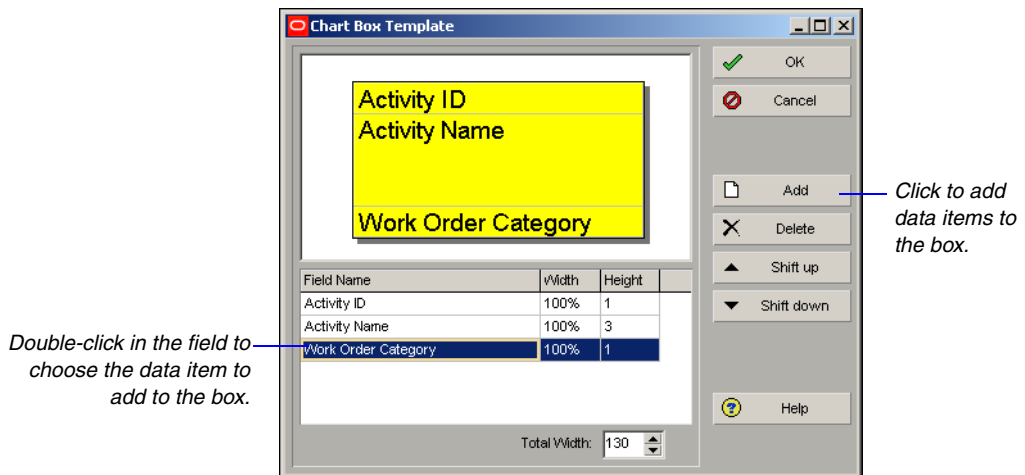 Chart Box Template
Activity ID
Activity Name
Work Order Category
OK
Cancel
Add
Delete
Shift up
Shift down
Help
Click to add
data items to
the box.
Field Name Width Height
Activity ID 100% 1
Activity Name 100% 3
Work Order Category 100% 1
Double-click in the field to
choose the data item to
add to the box.
Total Width: 130